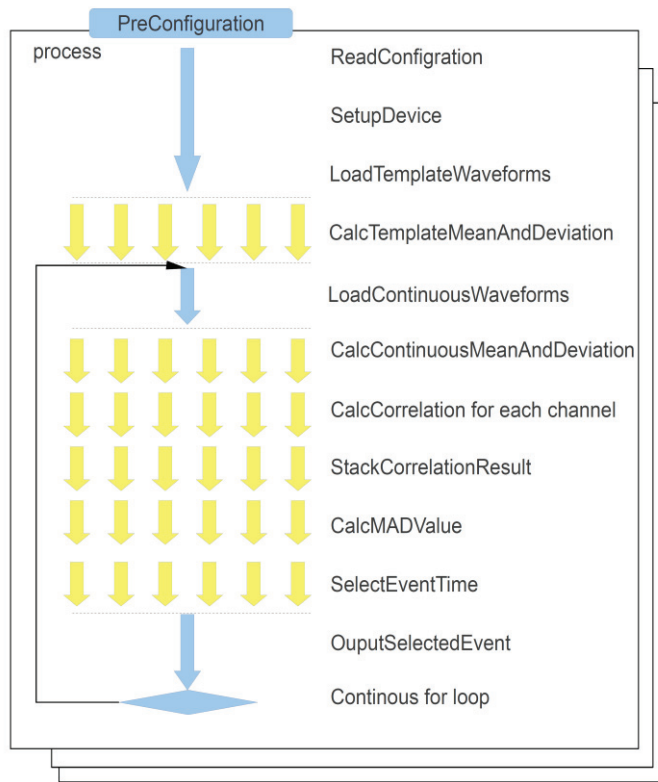 PreConfiguration
process
ReadConfigration
SetupDevice
LoadTemplateWaveforms
CalcTemplateMeanAndDeviation
LoadContinuousWaveforms
CalcContinuousMeanAndDeviation
CalcCorrelation for each channel
StackCorrelationResult
CalcMADValue
SelectEventTime
OuputSelectedEvent
Continous for loop